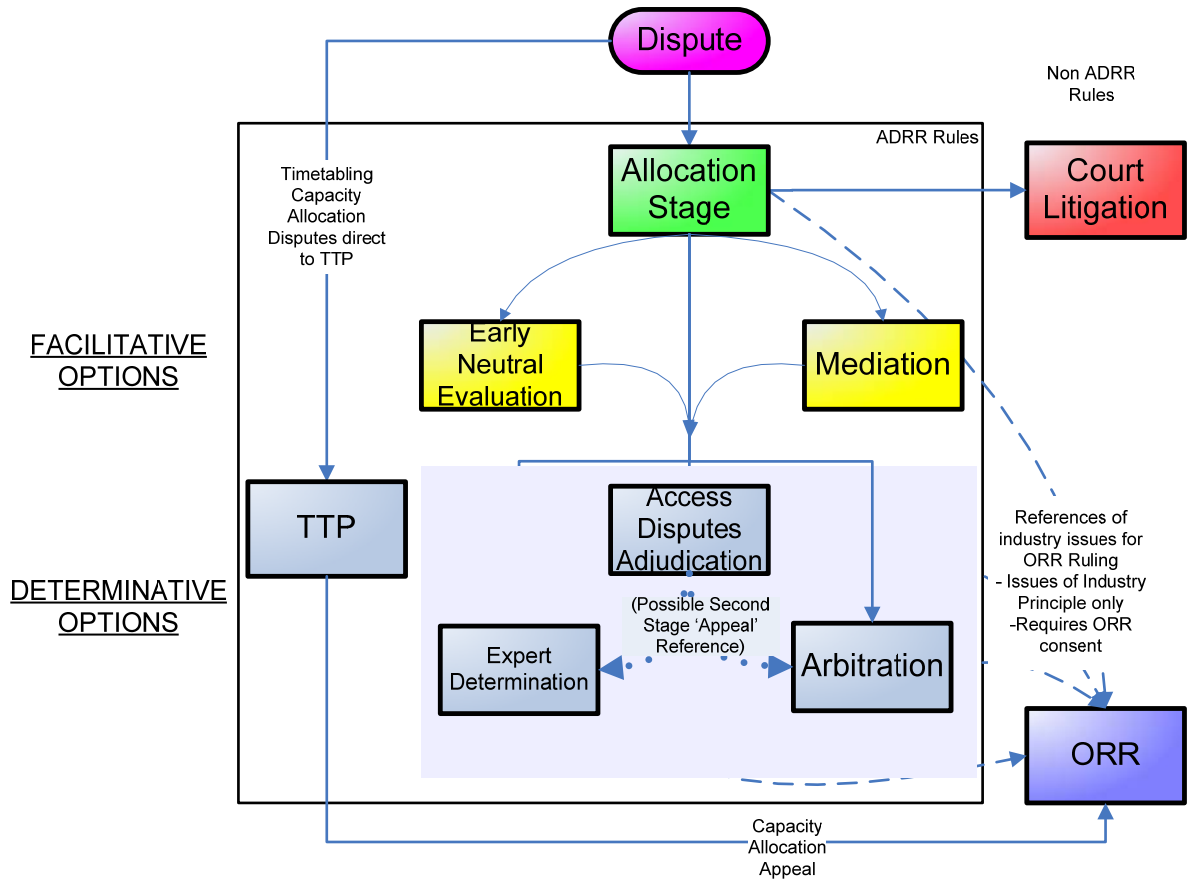 Dispute
Non ADRR
Rules
ADRR Rules
Allocation
Stage
Court
Litigation
Timetabling
Capacity
Allocation
Disputes direct
to TTP
FACILITATIVE
OPTIONS
Early
Neutral
Evaluation
Mediation
TTP
Access
Disputes
Adjudication
References of
industry issues for
ORR Ruling
- Issues of Industry
Principle only
-Requires ORR
consent
DETERMINATIVE
OPTIONS
(Possible Second
Stage ‘Appeal’
Reference)
Expert
Determination
Arbitration
ORR
Capacity
Allocation
Appeal